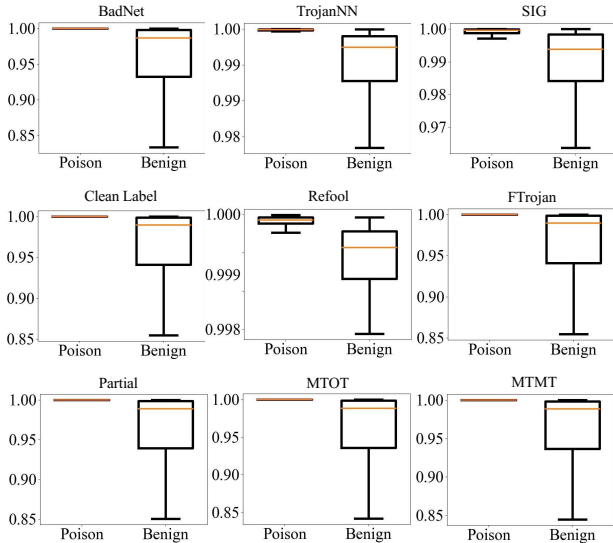 BadNet
1.00
0.95
0.90
0.85
Poison Benign
TrojanNN
1.00
0.99
0.99
0.98
Poison Benign
SIG
1.00
0.99
0.98
0.97
Poison Benign
Clean Label
1.00
0.95
0.90
0.85
Poison Benign
Refool
1.000
0.999
0.998
Poison Benign
FTrojan
1.00
0.95
0.90
0.85
Poison Benign
Partial
1.00
0.95
0.90
0.85
Poison Benign
MTOT
1.00
0.95
0.90
0.85
Poison Benign
MTMT
1.00
0.95
0.90
0.85
Poison Benign